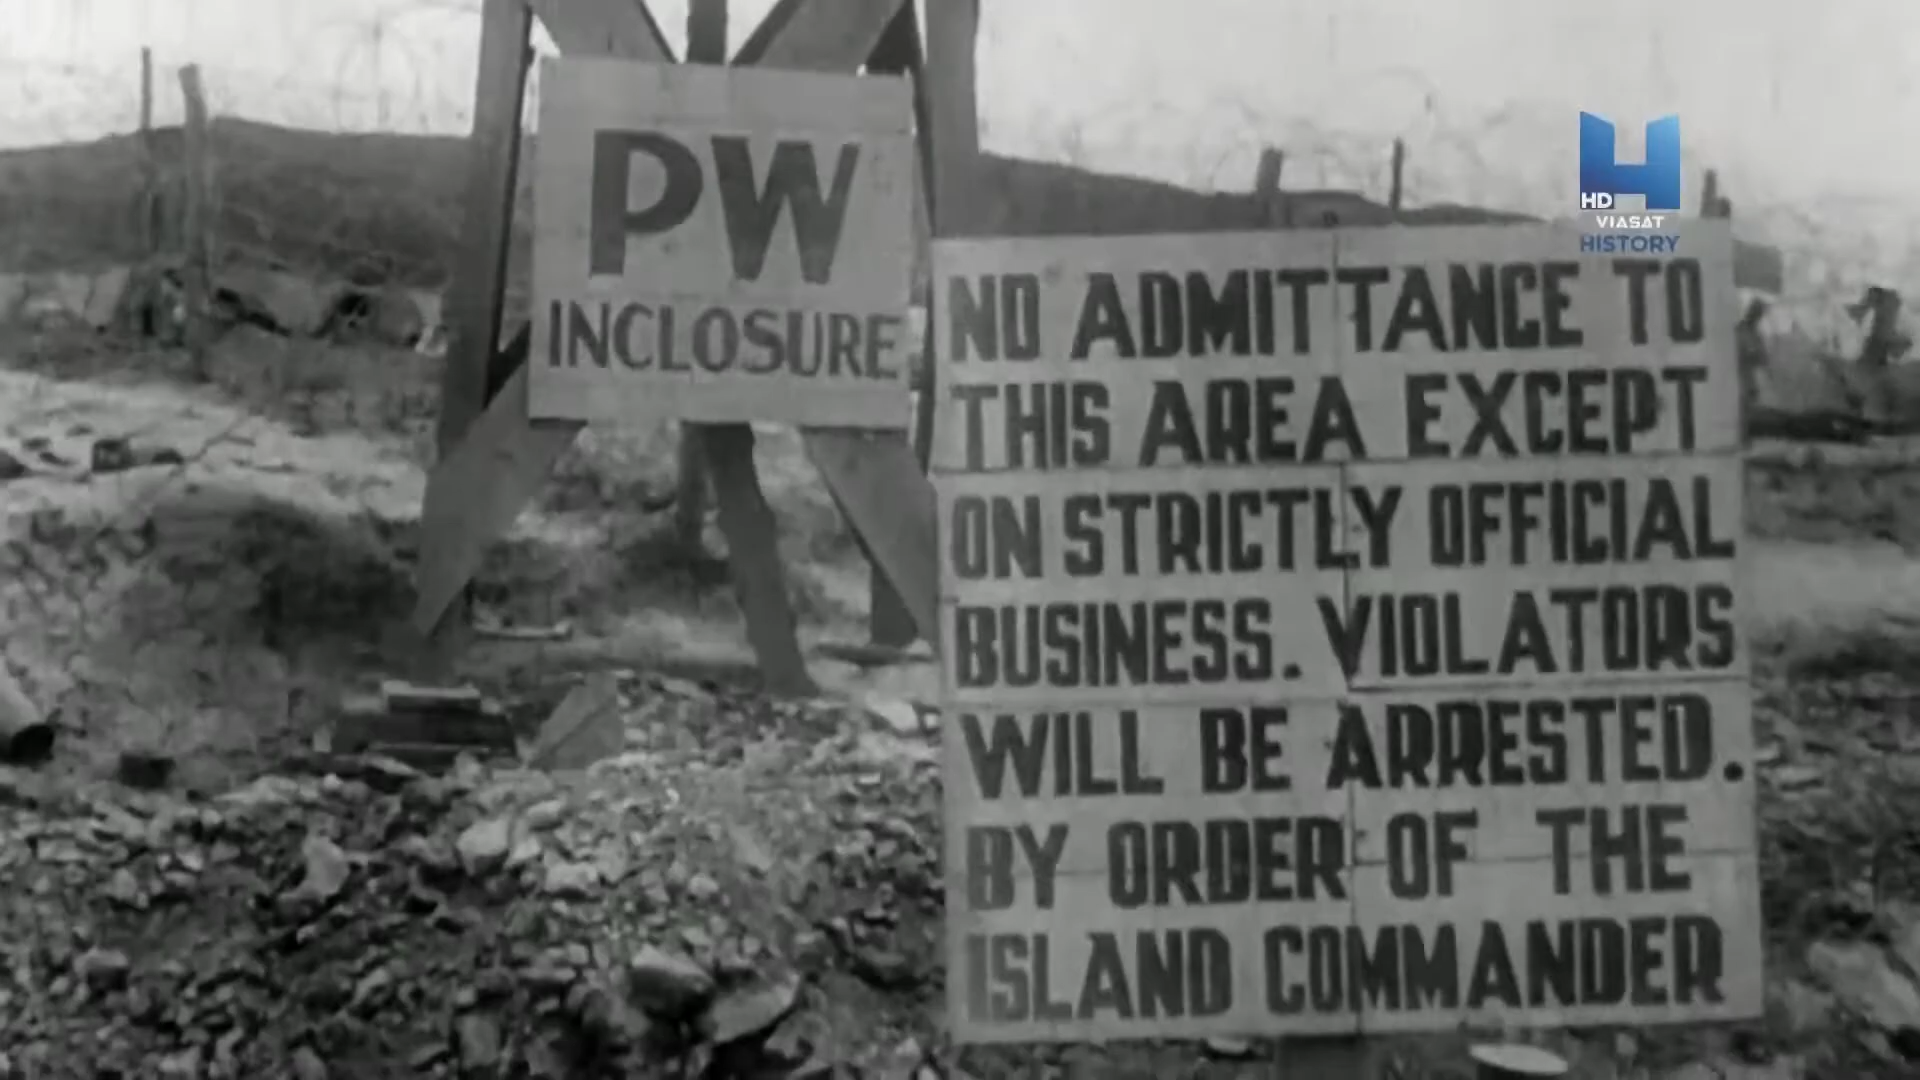 PW
INCLOSURE
NO ADMITTANCE TO
THIS AREA EXCEPT
ON STRICTLY OFFICIAL
BUSINESS. VIOLATORS
WILL BE ARRESTED.
BY ORDER OF THE
ISLAND COMMANDER
HD
VIASAT
HISTORY